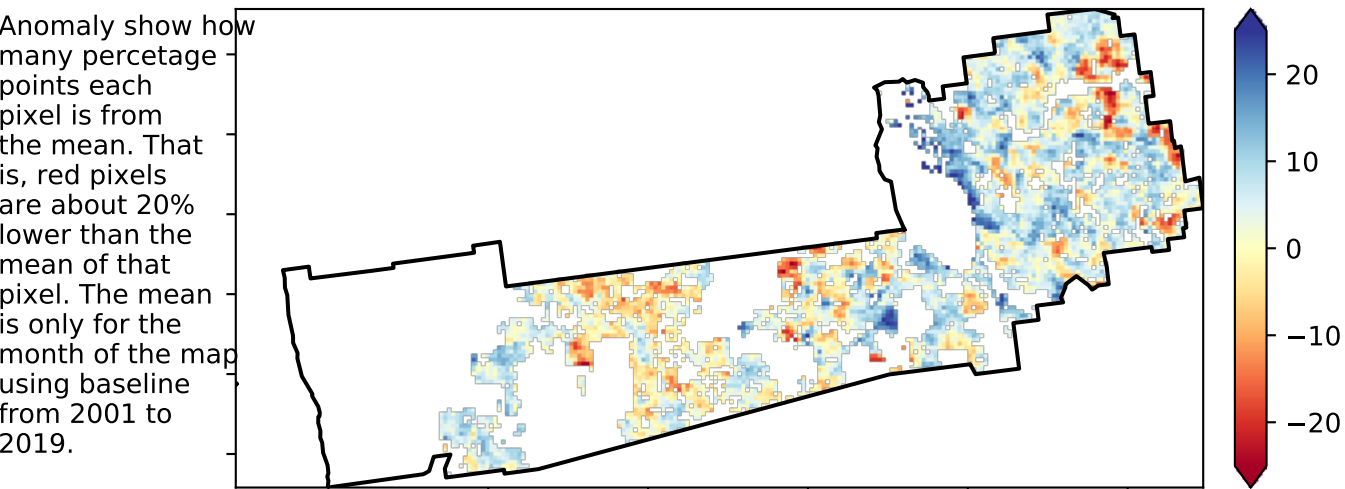 Anomaly show how
many percetage
points each
pixel is from
the mean. That
is, red pixels
are about 20%
lower than the
mean of that
pixel. The mean
is only for the
month of the map
using baseline
from 2001 to
2019.
20
10
0
−10
−20